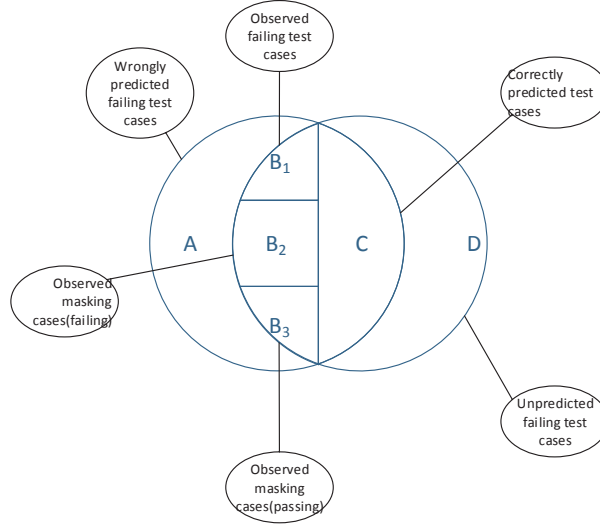 Observed
failing test
cases
Wrongly
predicted
failing test
cases
Correctly
predicted test
cases
B1
A
B2
C
D
Observed
masking
cases(failing)
B3
Unpredicted
failing test
cases
Observed
masking
cases(passing)